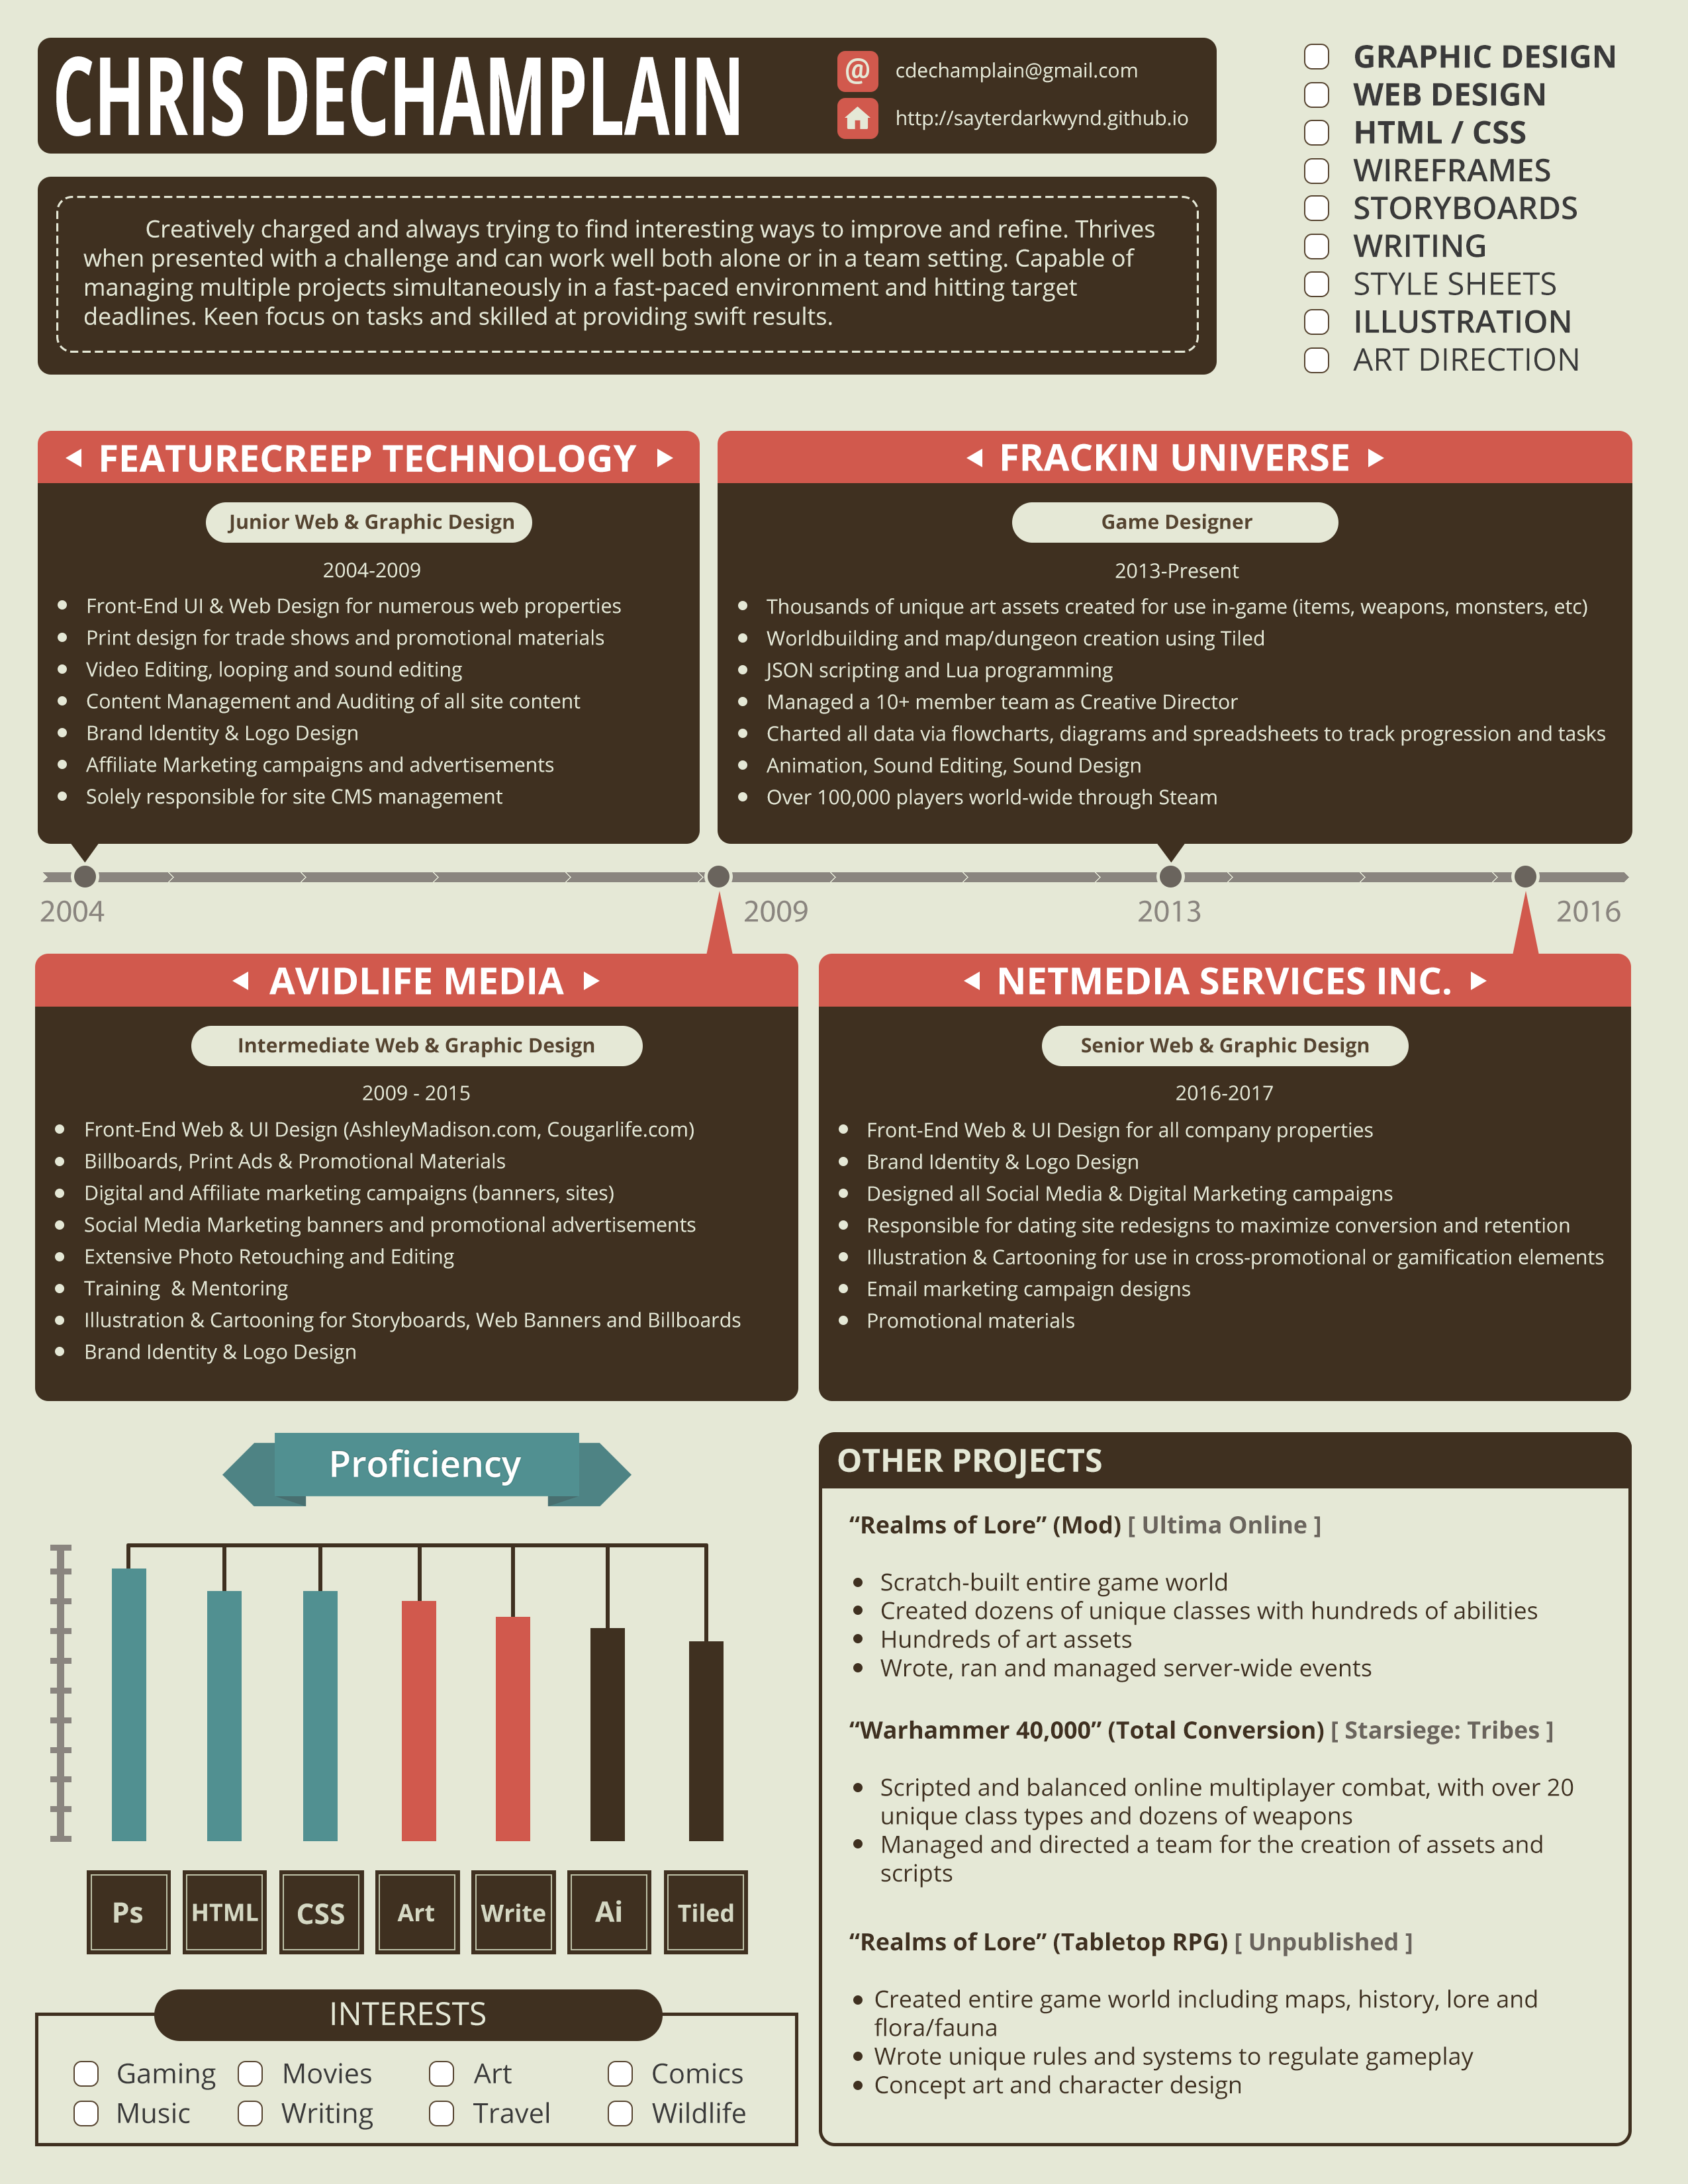 CHRIS DECHAMPLAIN
@
cdechamplain@gmail.com
http://sayterdarkwynd.github.io
GRAPHIC DESIGN
WEB DESIGN
HTML / CSS
WIREFRAMES
STORYBOARDS
WRITING
STYLE SHEETS
ILLUSTRATION
ART DIRECTION
Creatively charged and always trying to find interesting ways to improve and refine. Thrives
when presented with a challenge and can work well both alone or in a team setting. Capable of
managing multiple projects simultaneously in a fast-paced environment and hitting target
deadlines. Keen focus on tasks and skilled at providing swift results.
FEATURECREEP TECHNOLOGY
Junior Web & Graphic Design
2004-2009
Front-End UI & Web Design for numerous web properties
Print design for trade shows and promotional materials
Video Editing, looping and sound editing
Content Management and Auditing of all site content
Brand Identity & Logo Design
Affiliate Marketing campaigns and advertisements
Solely responsible for site CMS management
FRACKIN UNIVERSE
Game Designer
2013-Present
Thousands of unique art assets created for use in-game (items, weapons, monsters, etc)
Worldbuilding and map/dungeon creation using Tiled
JSON scripting and Lua programming
Managed a 10+ member team as Creative Director
Charted all data via flowcharts, diagrams and spreadsheets to track progression and tasks
Animation, Sound Editing, Sound Design
Over 100,000 players world-wide through Steam
2004
2009
2013
2016
AVIDLIFE MEDIA
Intermediate Web & Graphic Design
2009 - 2015
Front-End Web & UI Design (AshleyMadison.com, Cougarlife.com)
Billboards, Print Ads & Promotional Materials
Digital and Affiliate marketing campaigns (banners, sites)
Social Media Marketing banners and promotional advertisements
Extensive Photo Retouching and Editing
Training  & Mentoring
Illustration & Cartooning for Storyboards, Web Banners and Billboards
Brand Identity & Logo Design
NETMEDIA SERVICES INC.
Senior Web & Graphic Design
2016-2017
Front-End Web & UI Design for all company properties
Brand Identity & Logo Design
Designed all Social Media & Digital Marketing campaigns
Responsible for dating site redesigns to maximize conversion and retention
Illustration & Cartooning for use in cross-promotional or gamification elements
Email marketing campaign designs
Promotional materials
Proficiency
Ps
HTML
CSS
Art
Write
Ai
Tiled
INTERESTS
Gaming
Movies
Art
Comics
Music
Writing
Travel
Wildlife
OTHER PROJECTS
“Realms of Lore” (Mod) [ Ultima Online ]
Scratch-built entire game world
Created dozens of unique classes with hundreds of abilities
Hundreds of art assets
Wrote, ran and managed server-wide events
“Warhammer 40,000” (Total Conversion) [ Starsiege: Tribes ]
Scripted and balanced online multiplayer combat, with over 20
unique class types and dozens of weapons
Managed and directed a team for the creation of assets and
scripts
“Realms of Lore” (Tabletop RPG) [ Unpublished ]
Created entire game world including maps, history, lore and
flora/fauna
Wrote unique rules and systems to regulate gameplay
Concept art and character design